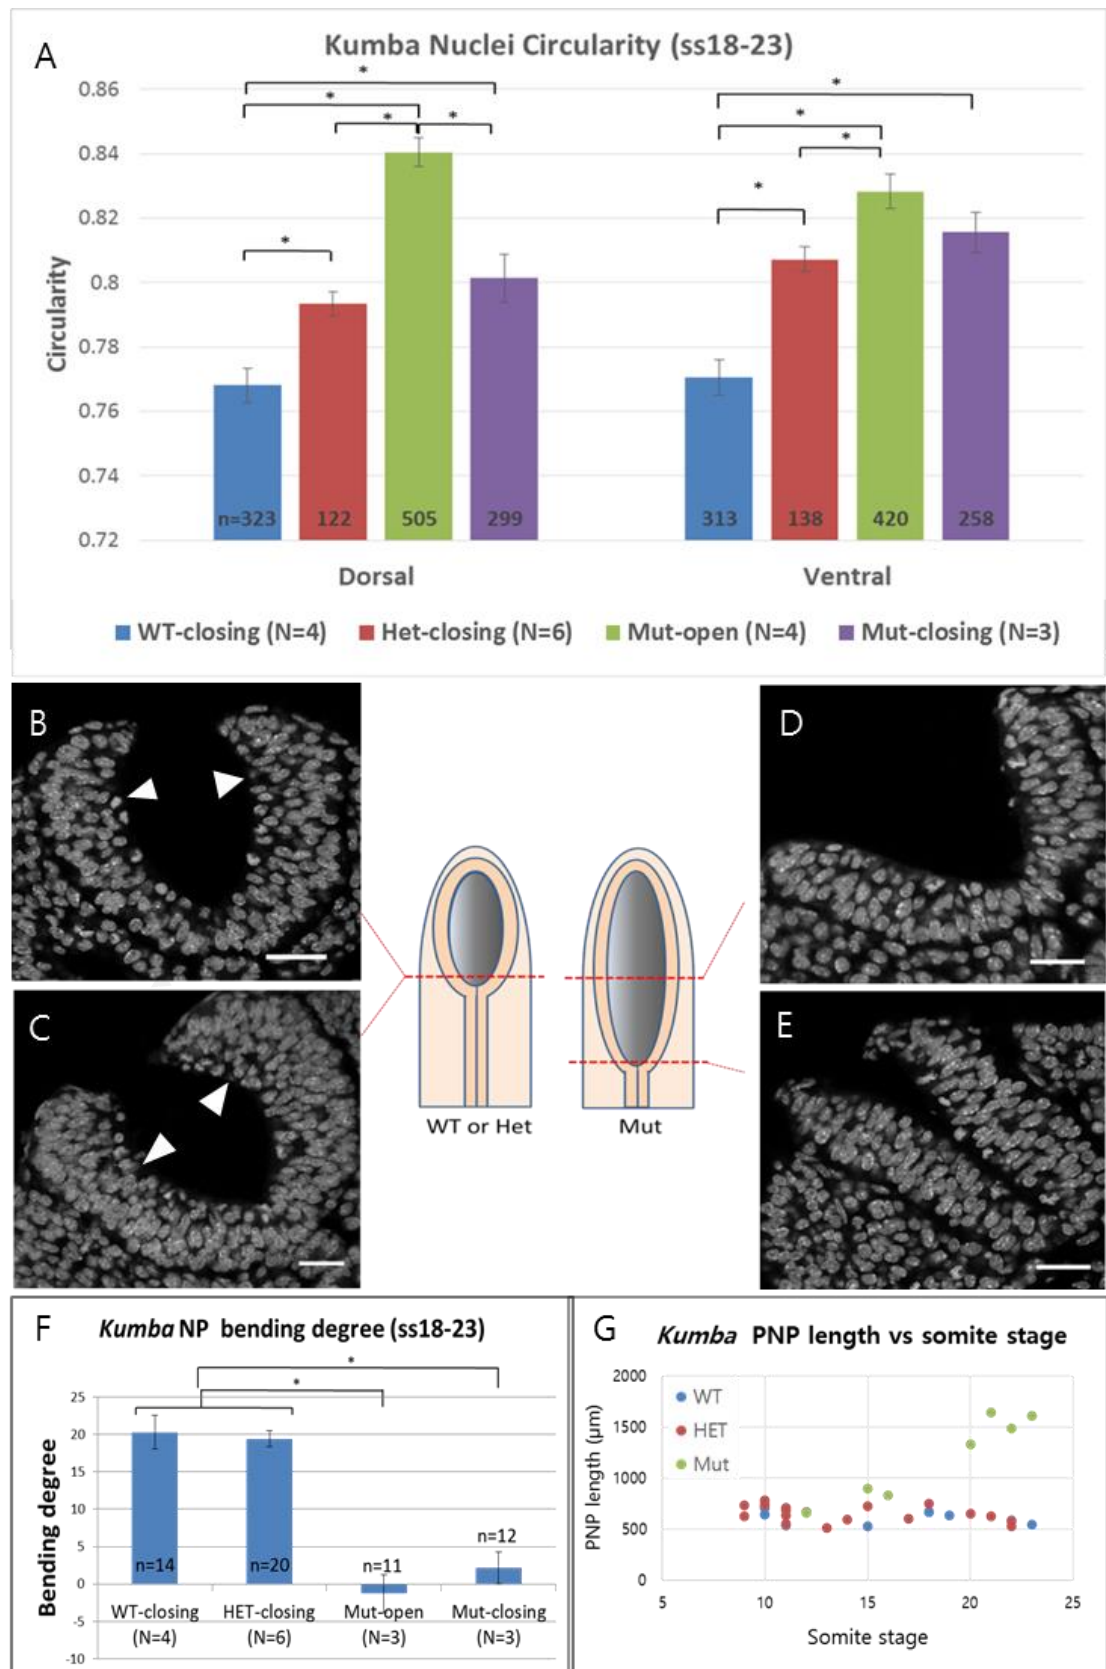 A
Kumba Nuclei Circularity (ss18-23)
* * * * * *
* * * *
Circularity
0.86
0.84
0.82
0.8
0.78
0.76
0.74
0.72
n=323 122 505 299 313 138 420 258
Dorsal Ventral
WT-closing (N=4) Het-closing (N=6) Mut-open (N=4) Mut-closing (N=3)
B
D
C
E
WT or Het Mut
F
Kumba NP bending degree (ss18-23)
*
*
Bending degree
25
20
15
10
5
0
-5
-10
n=14 n=20 n=11 n=12
WT-closing HET-closing Mut-open Mut-closing
(N=4) (N=6) (N=3) (N=3)
G
Kumba PNP length vs somite stage
PNP length (μm)
2000
1500
1000
500
0
WT
HET
Mut
5 10 15 20 25
Somite stage